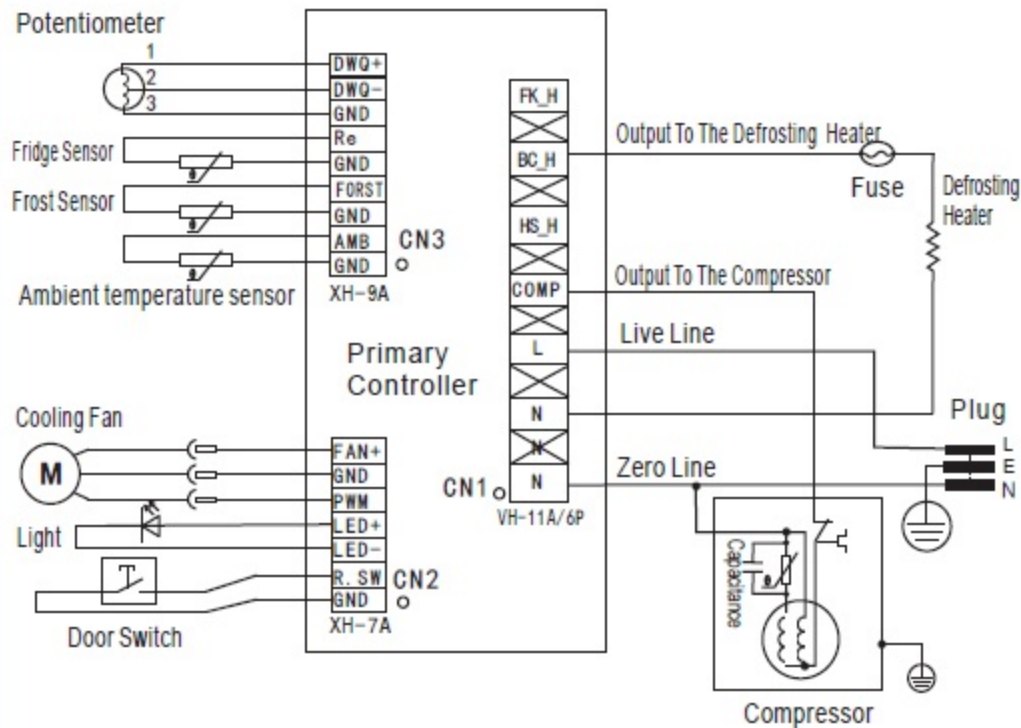 Potentiometer
1
2
3
Fridge Sensor
Frost Sensor
Ambient temperature sensor
DWQ+
DWQ-
GND
Re
GND
FORST
GND
AMB
GND
CN3
XH-9A
Primary
Controller
Cooling Fan
M
Light
Door Switch
FAN+
GND
PWM
LED+
LED-
R.SW
GND
CN2
XH-7A
FK_H
BC_H
HS_H
COMP
L
N
N
N
CN1
VH-11A/6P
Output To The Defrosting Heater
Fuse
Defrosting
Heater
Output To The Compressor
Live Line
Zero Line
Plug
L
E
N
Capacitance
θ
θ
θ
θ
Compressor